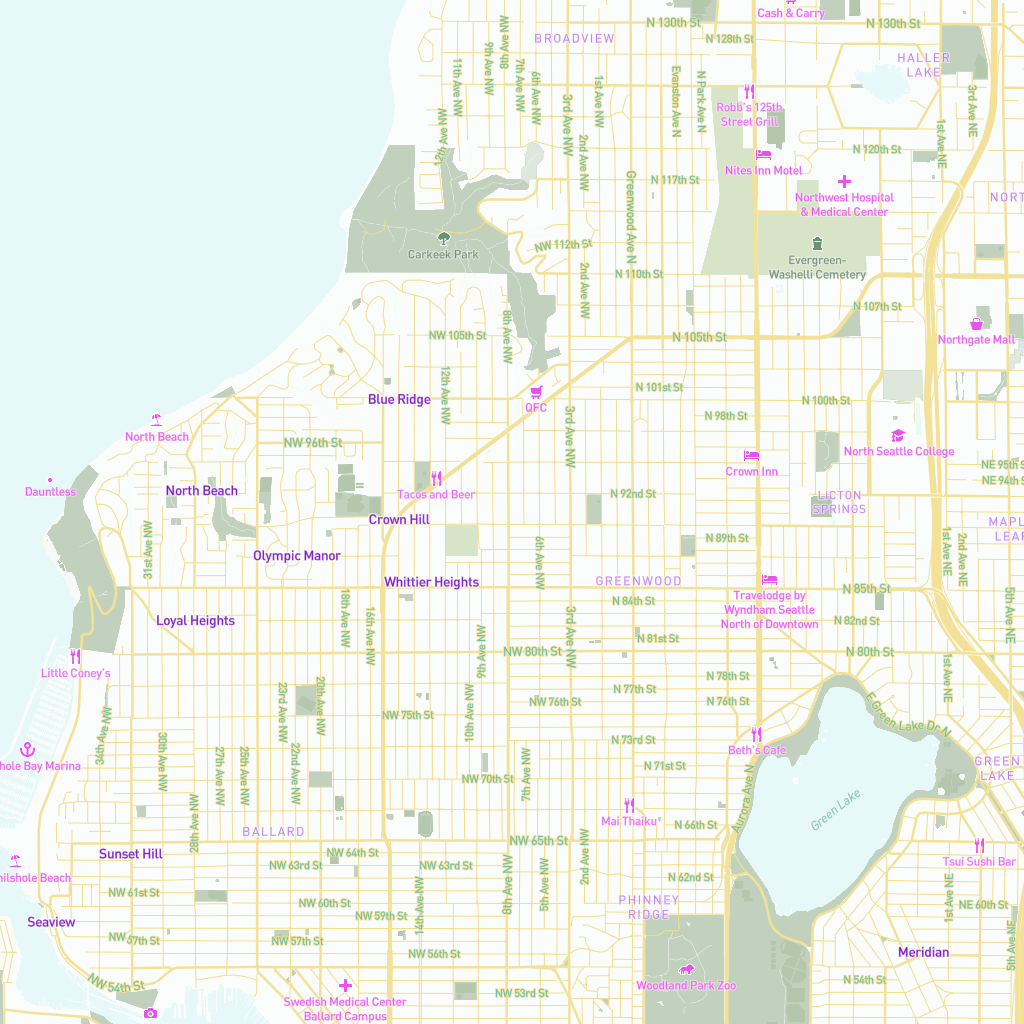 Cash & Carry
N 130th St
N 130th St
BROADVIEW
N 128th St
8th Ave NW
9th Ave NW
7th Ave NW
6th Ave NW
11th Ave NW
12th Ave NW
3rd Ave NW
1st Ave NW
2nd Ave NW
Evanston Ave N
N Park Ave N
HALLER
LAKE
3rd Ave NE
1st Ave NE
Robb's 125th
Street Grill
N 120th St
Nites Inn Motel
N 117th St
Greenwood Ave N
Northwest Hospital
& Medical Center
NORT
Carkeek Park
NW 112th St
Evergreen-
Washelli Cemetery
N 110th St
2nd Ave NW
N 107th St
8th Ave NW
NW 105th St
N 105th St
Northgate Mall
12th Ave NW
Blue Ridge
QFC
N 101st St
N 100th St
N 98th St
3rd Ave NW
North Beach
NW 96th St
North Seattle College
Crown Inn
NE 95th S
NE 94th S
Dauntless
North Beach
Tacos and Beer
N 92nd St
LICTON
SPRINGS
Crown Hill
MAPL
LEAF
31st Ave NW
Olympic Manor
N 89th St
6th Ave NW
1st Ave NE
2nd Ave NE
Whittier Heights
GREENWOOD
N 85th St
Travelodge by
Wyndham Seattle
North of Downtown
N 84th St
18th Ave NW
16th Ave NW
Loyal Heights
N 82nd St
5th Ave NE
3rd Ave NW
9th Ave NW
N 81st St
NW 80th St
N 80th St
Little Coney's
1st Ave NE
N 78th St
N 77th St
N 76th St
NW 76th St
23rd Ave NW
20th Ave NW
10th Ave NW
NW 75th St
E Green Lake Dr N
34th Ave NW
30th Ave NW
27th Ave NW
25th Ave NW
22nd Ave NW
N 73rd St
Beth's Cafe
hole Bay Marina
N 71st St
NW 70th St
7th Ave NW
GREEN
LAKE
Aurora Ave N
Green Lake
28th Ave NW
Mai Thaiku
N 66th St
BALLARD
NW 65th St
Sunset Hill
NW 64th St
NW 63rd St
NW 63rd St
2nd Ave NW
Tsui Sushi Bar
hilshole Beach
N 62nd St
NW 61st St
8th Ave NW
5th Ave NW
14th Ave NW
1st Ave NE
NW 60th St
NW 59th St
PHINNEY
RIDGE
NE 60th St
Seaview
5th Ave NE
NW 57th St
NW 57th St
NW 56th St
Meridian
NW 54th St
N 54th St
Woodland Park Zoo
NW 53rd St
Swedish Medical Center
Ballard Campus